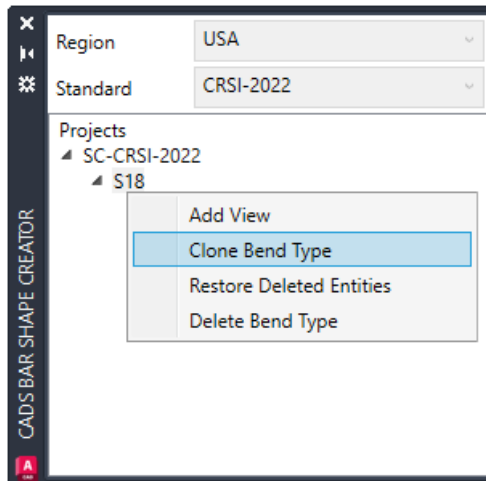 Region
USA
Standard
CRSI-2022
Projects
SC-CRSI-2022
S18
Add View
Clone Bend Type
Restore Deleted Entities
Delete Bend Type
CADS BAR SHAPE CREATOR
A
CAD